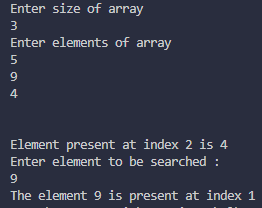 Enter size of array
3
Enter elements of array
5
9
4
Element present at index 2 is 4
Enter element to be searched :
9
The element 9 is present at index 1